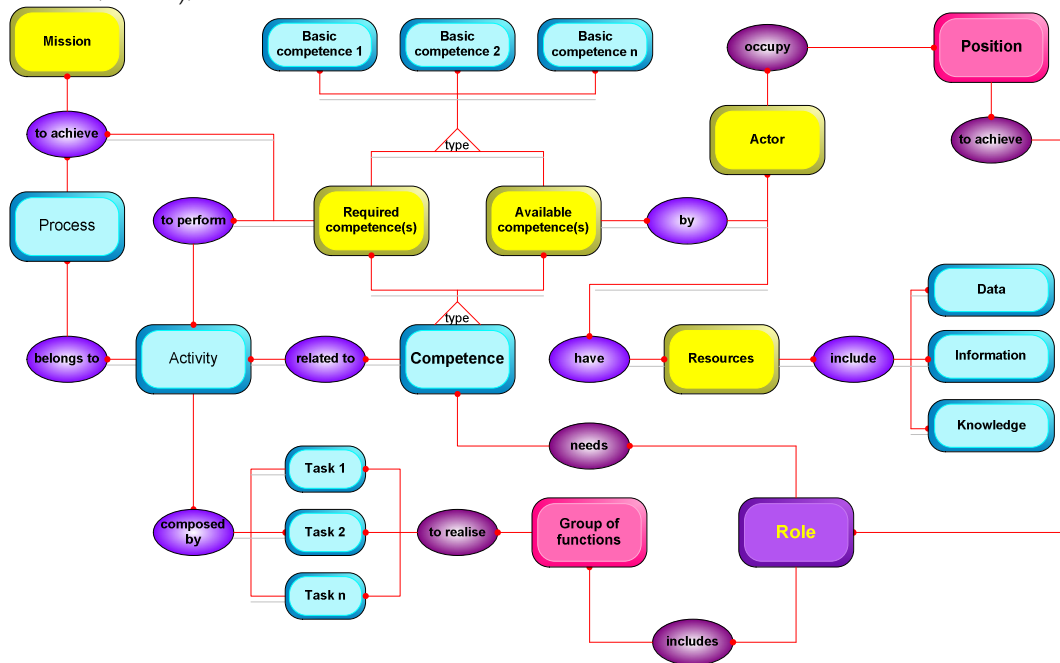 Mission
Basic
competence 1
Basic
competence 2
Basic
competence n
occupy
Position
to achieve
Actor
to achieve
type
Process
to perform
Required
competence(s)
Available
competence(s)
by
Data
type
belongs to
Activity
related to
Competence
have
Resources
include
Information
Knowledge
needs
Task 1
composed
by
Task 2
to realise
Group of
functions
Role
Task n
includes